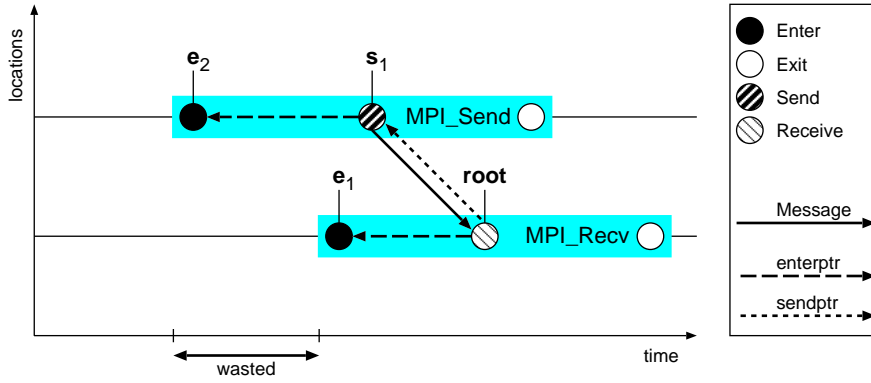 locations
e2
s1
MPI_Send
e1
root
MPI_Recv
wasted
time
Enter
Exit
Send
Receive
Message
enterptr
sendptr